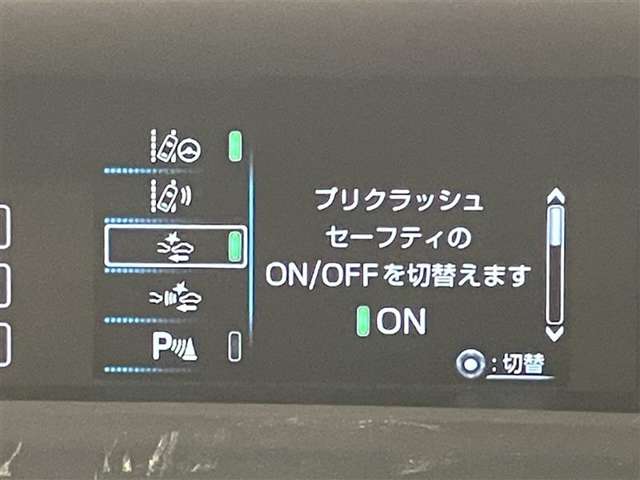 プリクラッシュ
セーフティの
ON/OFFを切替えます
ON
P
:切替